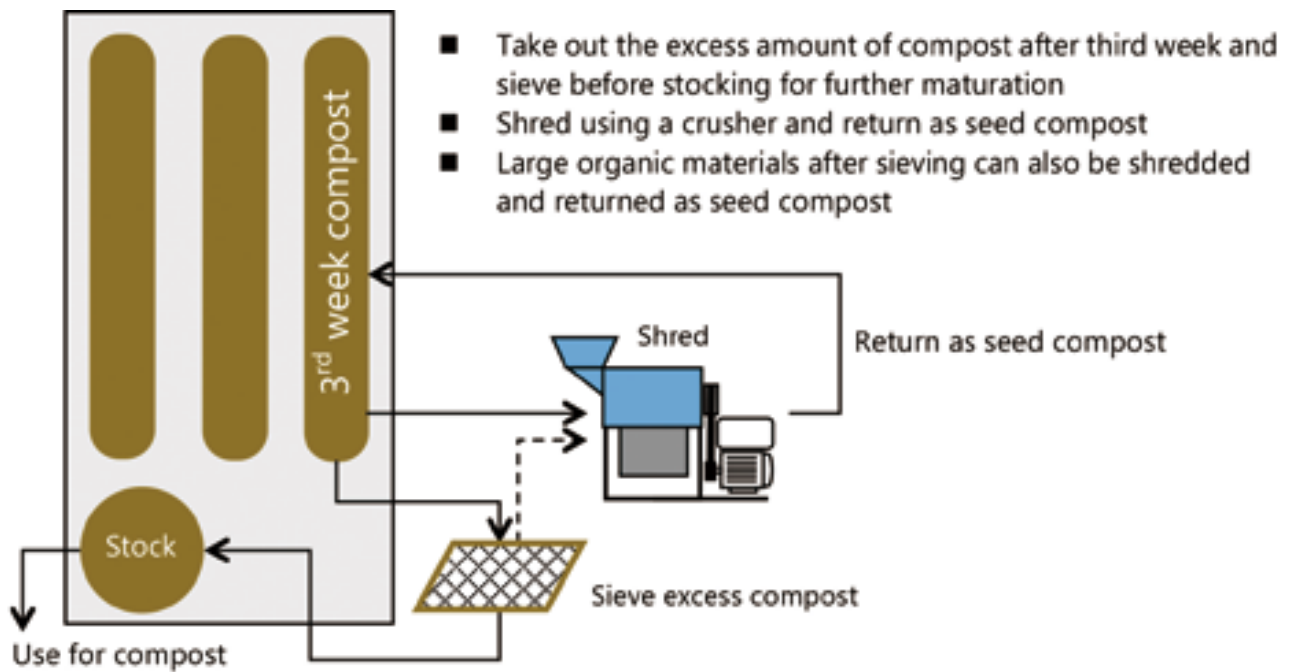 ■ Take out the excess amount of compost after third week and
sieve before stocking for further maturation
■ Shred using a crusher and return as seed compost
■ Large organic materials after sieving can also be shredded
and returned as seed compost
3rd week compost
Shred
Return as seed compost
Stock
Sieve excess compost
Use for compost